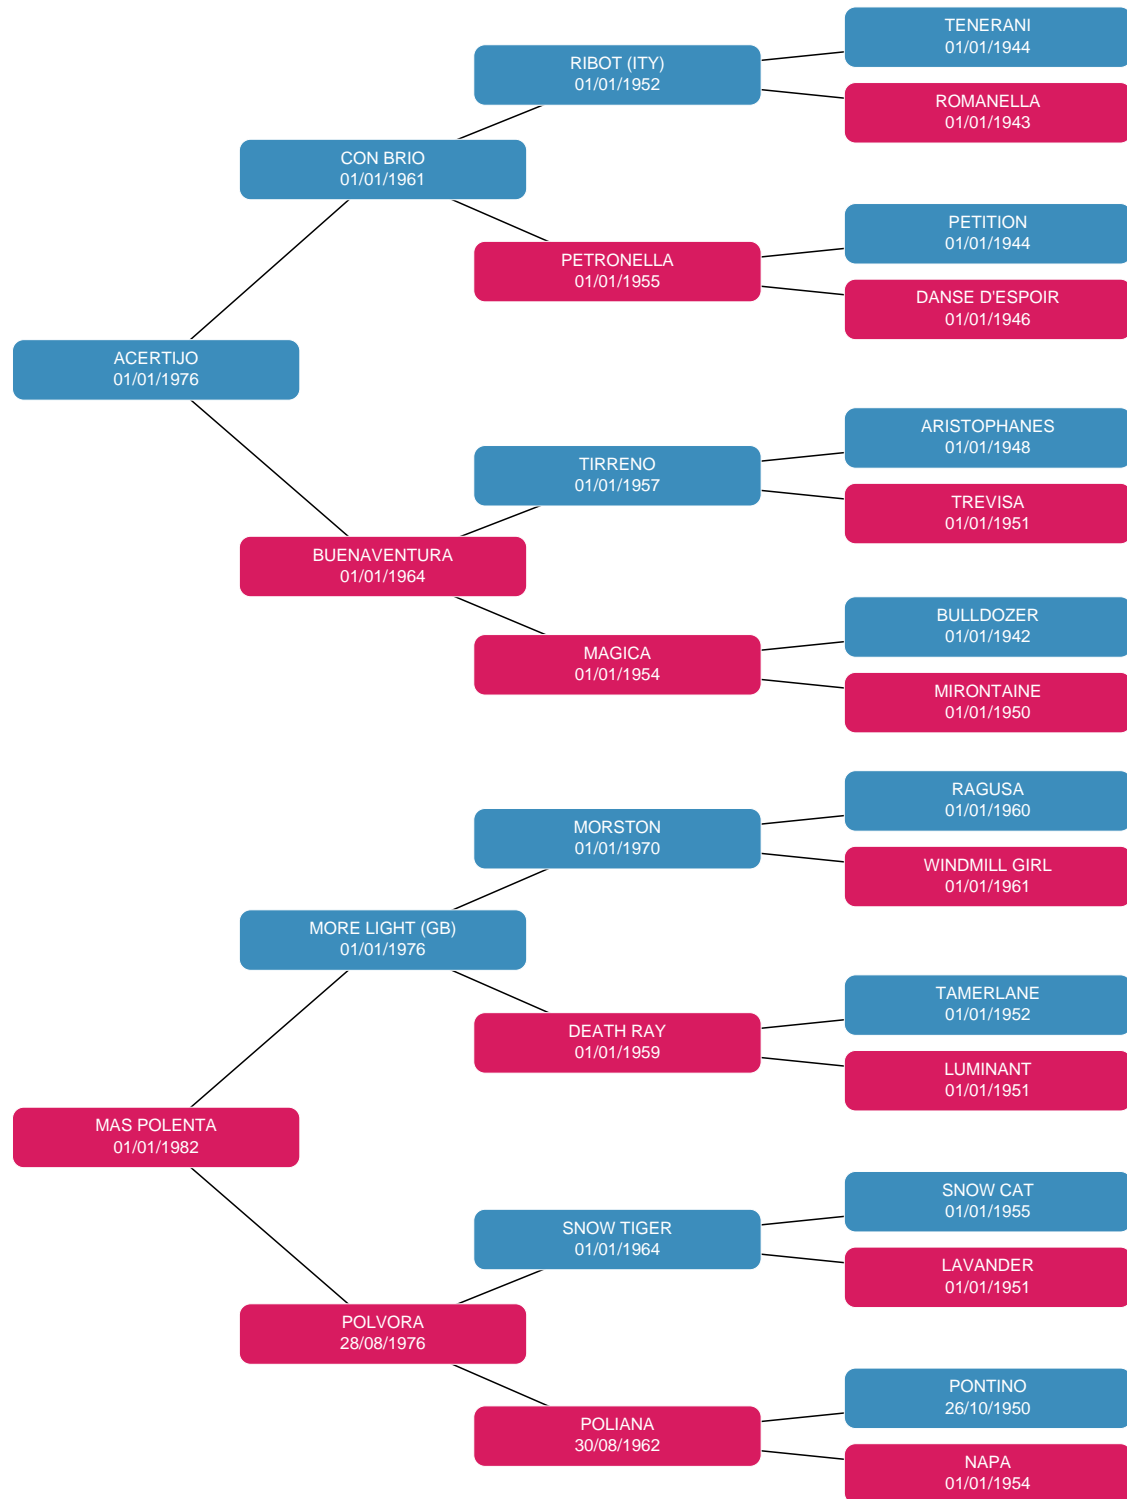 TENERANI
01/01/1944
RIBOT (ITY)
01/01/1952
ROMANELLA
01/01/1943
CON BRIO
01/01/1961
PETITION
01/01/1944
PETRONELLA
01/01/1955
DANSE D'ESPOIR
01/01/1946
ACERTIJO
01/01/1976
ARISTOPHANES
01/01/1948
TIRRENO
01/01/1957
TREVISA
01/01/1951
BUENAVENTURA
01/01/1964
BULLDOZER
01/01/1942
MAGICA
01/01/1954
MIRONTAINE
01/01/1950
RAGUSA
01/01/1960
MORSTON
01/01/1970
WINDMILL GIRL
01/01/1961
MORE LIGHT (GB)
01/01/1976
TAMERLANE
01/01/1952
DEATH RAY
01/01/1959
LUMINANT
01/01/1951
MAS POLENTA
01/01/1982
SNOW CAT
01/01/1955
SNOW TIGER
01/01/1964
LAVANDER
01/01/1951
POLVORA
28/08/1976
PONTINO
26/10/1950
POLIANA
30/08/1962
NAPA
01/01/1954